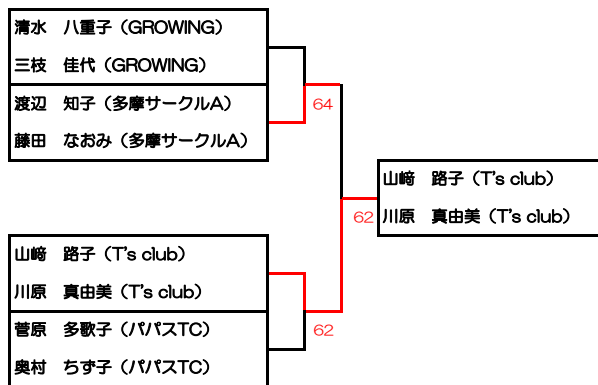 清水　八重子（GROWING）
三枝　佳代（GROWING）
渡辺　知子（多摩サークルA）
藤田　なおみ（多摩サークルA）
64
山﨑　路子（T's club）
川原　真由美（T's club）
62
山﨑　路子（T's club）
川原　真由美（T's club）
菅原　多歌子（パパスTC）
奥村　ちず子（パパスTC）
62